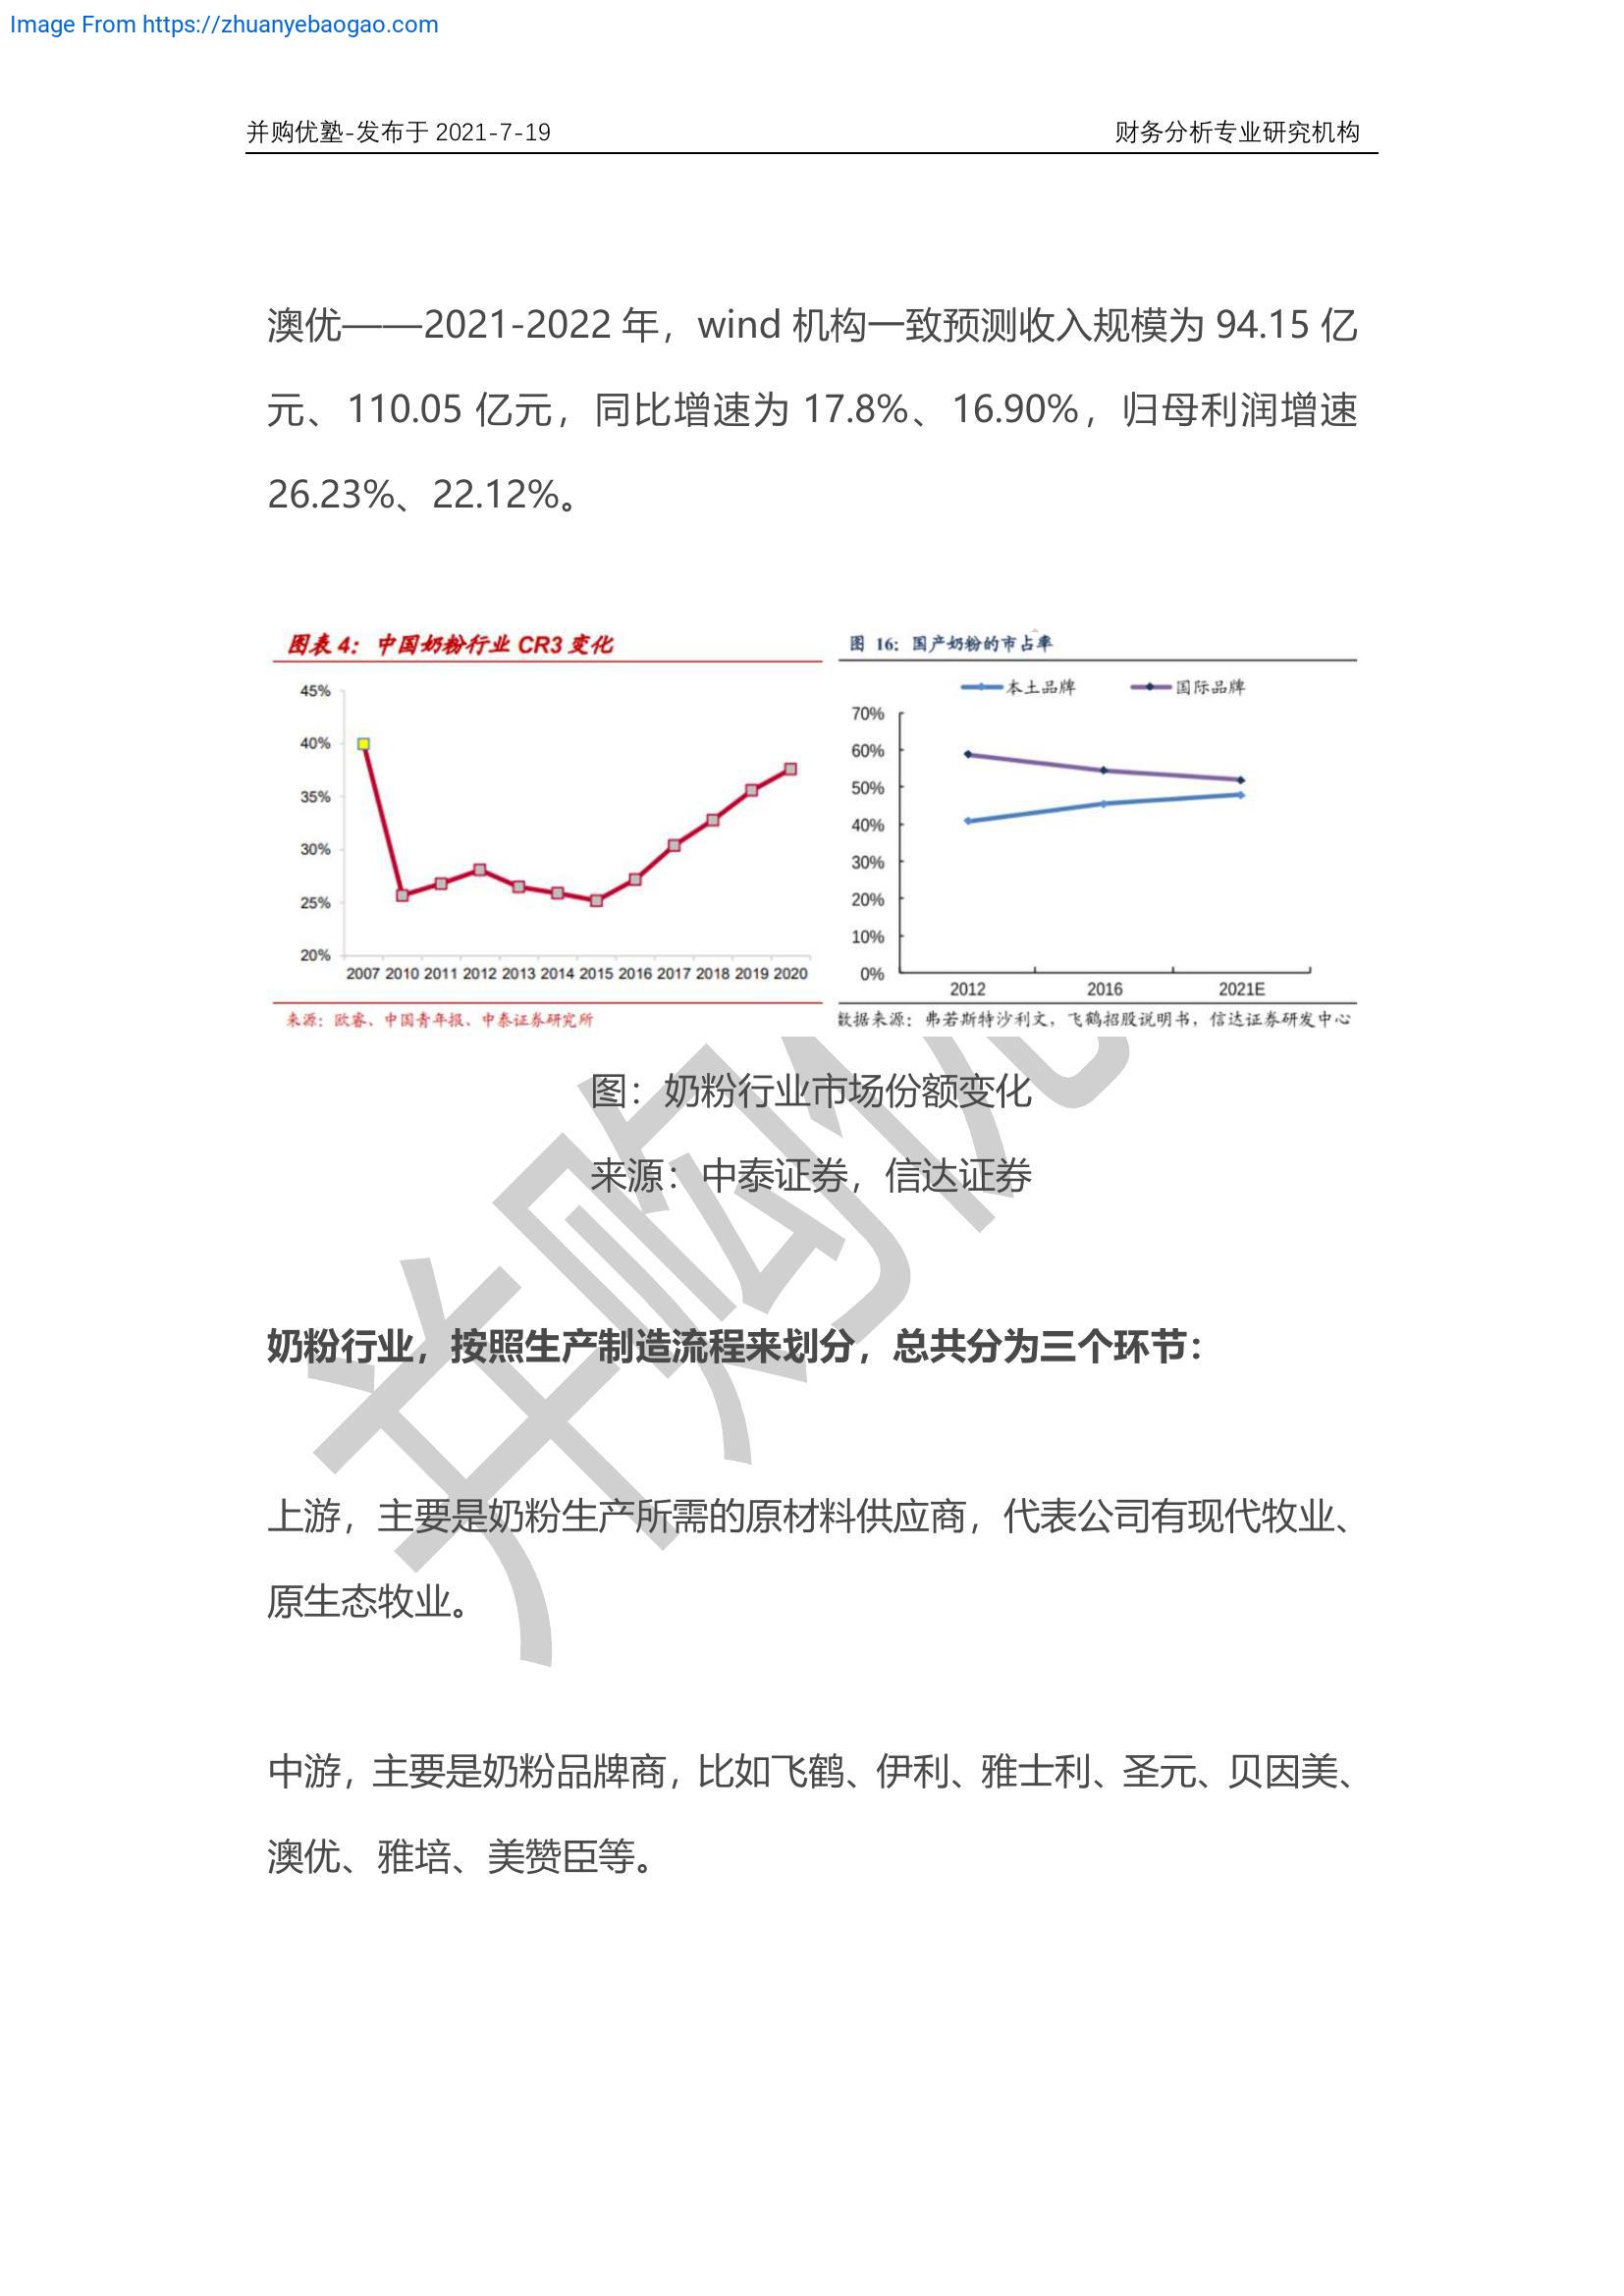 Image From https://zhuanyebaogao.com
并购优塾-发布于 2021-7-19 财务分析专业研究机构
澳优——2021-2022 年，wind 机构一致预测收入规模为 94.15 亿
元、110.05 亿元，同比增速为 17.8%、16.90%，归母利润增速
26.23%、22.12%。
图表 4：中国奶粉行业 CR3 变化
45%
40%
35%
30%
25%
20%
2007 2010 2011 2012 2013 2014 2015 2016 2017 2018 2019 2020
来源：欧睿、中国青年报、中泰证券研究所
图 16：国产奶粉的市占率
本土品牌 国际品牌
70%
60%
50%
40%
30%
20%
10%
0%
2012 2016 2021E
数据来源：弗若斯特沙利文，飞鹤招股说明书，信达证券研发中心
图：奶粉行业市场份额变化
来源：中泰证券，信达证券
奶粉行业，按照生产制造流程来划分，总共分为三个环节：
上游，主要是奶粉生产所需的原材料供应商，代表公司有现代牧业、
原生态牧业。
中游，主要是奶粉品牌商，比如飞鹤、伊利、雅士利、圣元、贝因美、
澳优、雅培、美赞臣等。
并购优